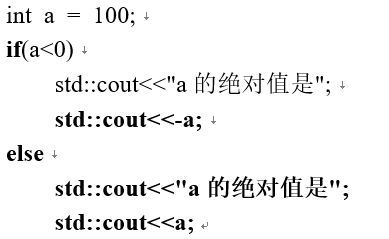 int a = 100;
if(a<0)
std::cout<<"a 的绝对值是";
std::cout<<-a;
else
std::cout<<"a 的绝对值是";
std::cout<<a;